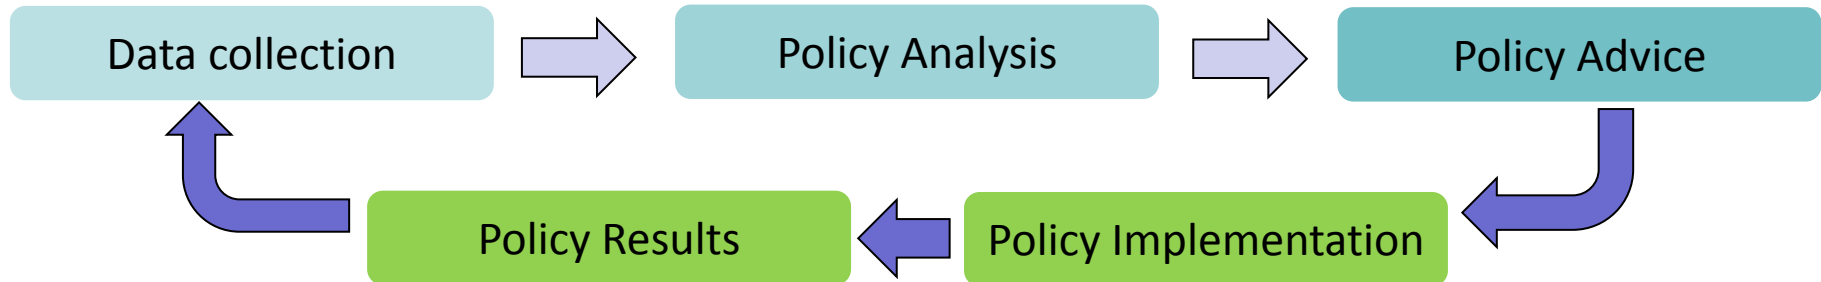 Data collection
Policy Analysis
Policy Advice
Policy Results
Policy Implementation